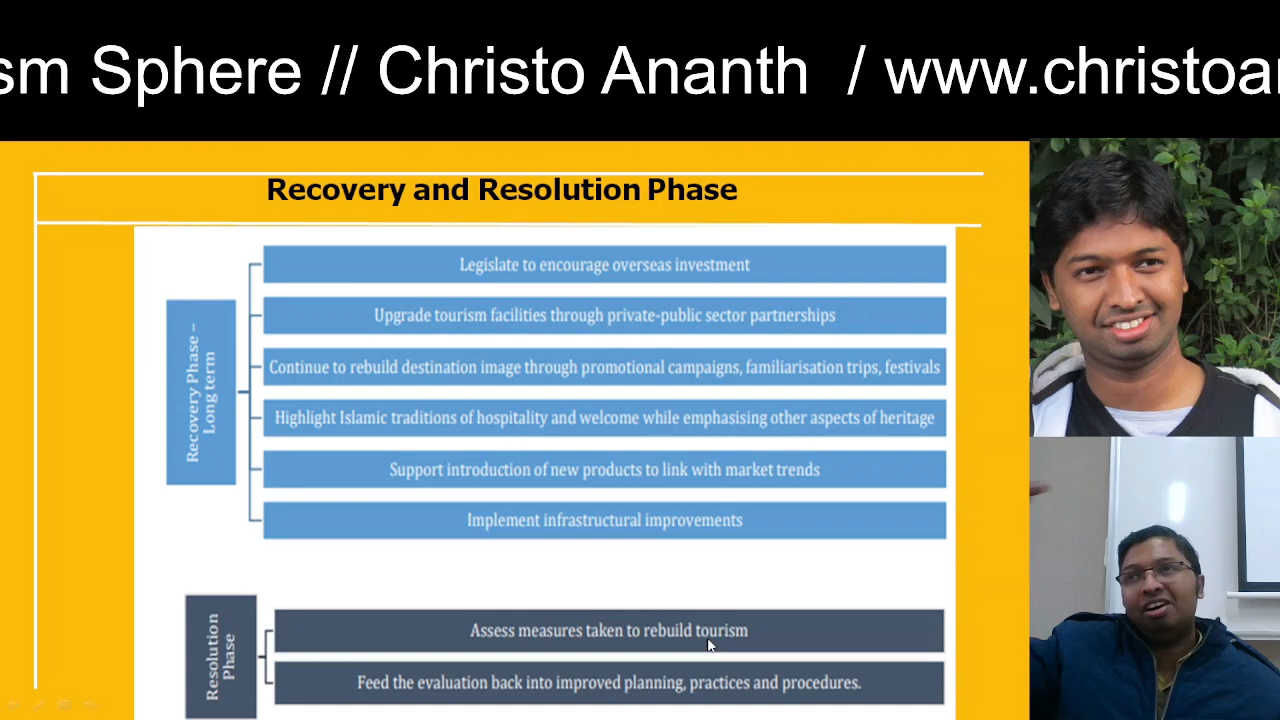 sm Sphere // Christo Ananth / www.christoar
Recovery and Resolution Phase
Recovery Phase –
Long term
Legislate to encourage overseas investment
Upgrade tourism facilities through private-public sector partnerships
Continue to rebuild destination image through promotional campaigns, familiarisation trips, festivals
Highlight Islamic traditions of hospitality and welcome while emphasising other aspects of heritage
Support introduction of new products to link with market trends
Implement infrastructural improvements
Resolution
Phase
Assess measures taken to rebuild tourism
Feed the evaluation back into improved planning, practices and procedures.